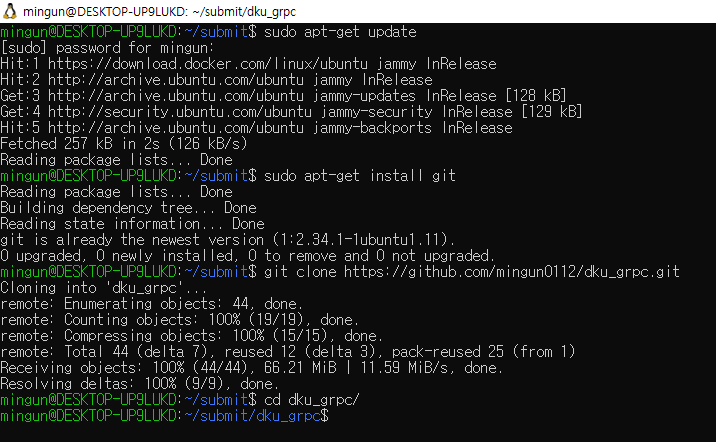 mingun@DESKTOP-UP9LUKD: ~/submit/dku_grpc
mingun@DESKTOP-UP9LUKD:~/submit$ sudo apt-get update
[sudo] password for mingun:
Hit:1 https://download.docker.com/linux/ubuntu jammy InRelease
Hit:2 http://archive.ubuntu.com/ubuntu jammy InRelease
Get:3 http://archive.ubuntu.com/ubuntu jammy-updates InRelease [128 kB]
Get:4 http://security.ubuntu.com/ubuntu jammy-security InRelease [129 kB]
Hit:5 http://archive.ubuntu.com/ubuntu jammy-backports InRelease
Fetched 257 kB in 2s (126 kB/s)
Reading package lists... Done
mingun@DESKTOP-UP9LUKD:~/submit$ sudo apt-get install git
Reading package lists... Done
Building dependency tree... Done
Reading state information... Done
git is already the newest version (1:2.34.1-1ubuntu1.11).
0 upgraded, 0 newly installed, 0 to remove and 0 not upgraded.
mingun@DESKTOP-UP9LUKD:~/submit$ git clone https://github.com/mingun0112/dku_grpc.git
Cloning into 'dku_grpc'...
remote: Enumerating objects: 44, done.
remote: Counting objects: 100% (19/19), done.
remote: Compressing objects: 100% (15/15), done.
remote: Total 44 (delta 7), reused 12 (delta 3), pack-reused 25 (from 1)
Receiving objects: 100% (44/44), 66.21 MiB | 11.59 MiB/s, done.
Resolving deltas: 100% (9/9), done.
mingun@DESKTOP-UP9LUKD:~/submit$ cd dku_grpc/
mingun@DESKTOP-UP9LUKD:~/submit/dku_grpc$